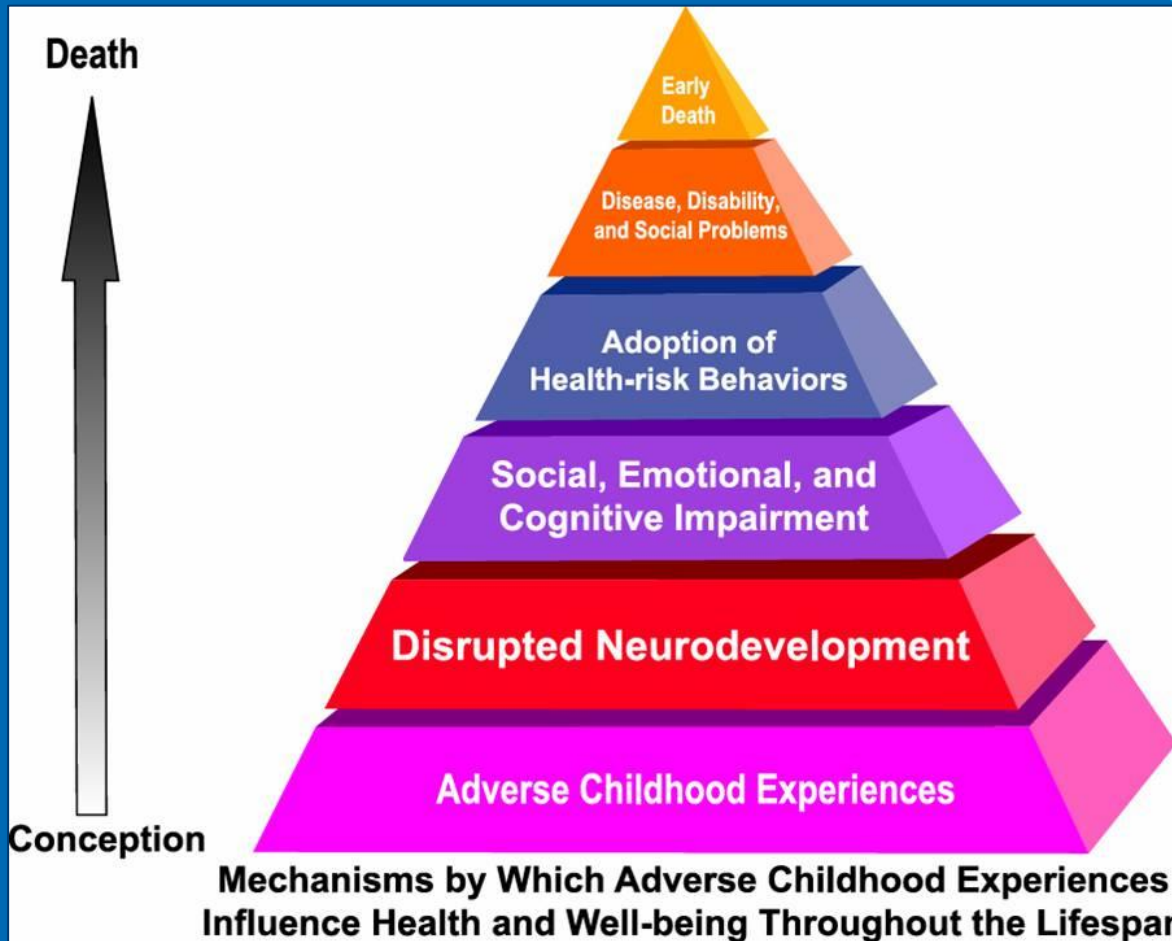 Death
Early
Death
Disease, Disability,
and Social Problems
Adoption of
Health-risk Behaviors
Social, Emotional, and
Cognitive Impairment
Disrupted Neurodevelopment
Adverse Childhood Experiences
Conception
Mechanisms by Which Adverse Childhood Experiences
Influence Health and Well-being Throughout the Lifespan